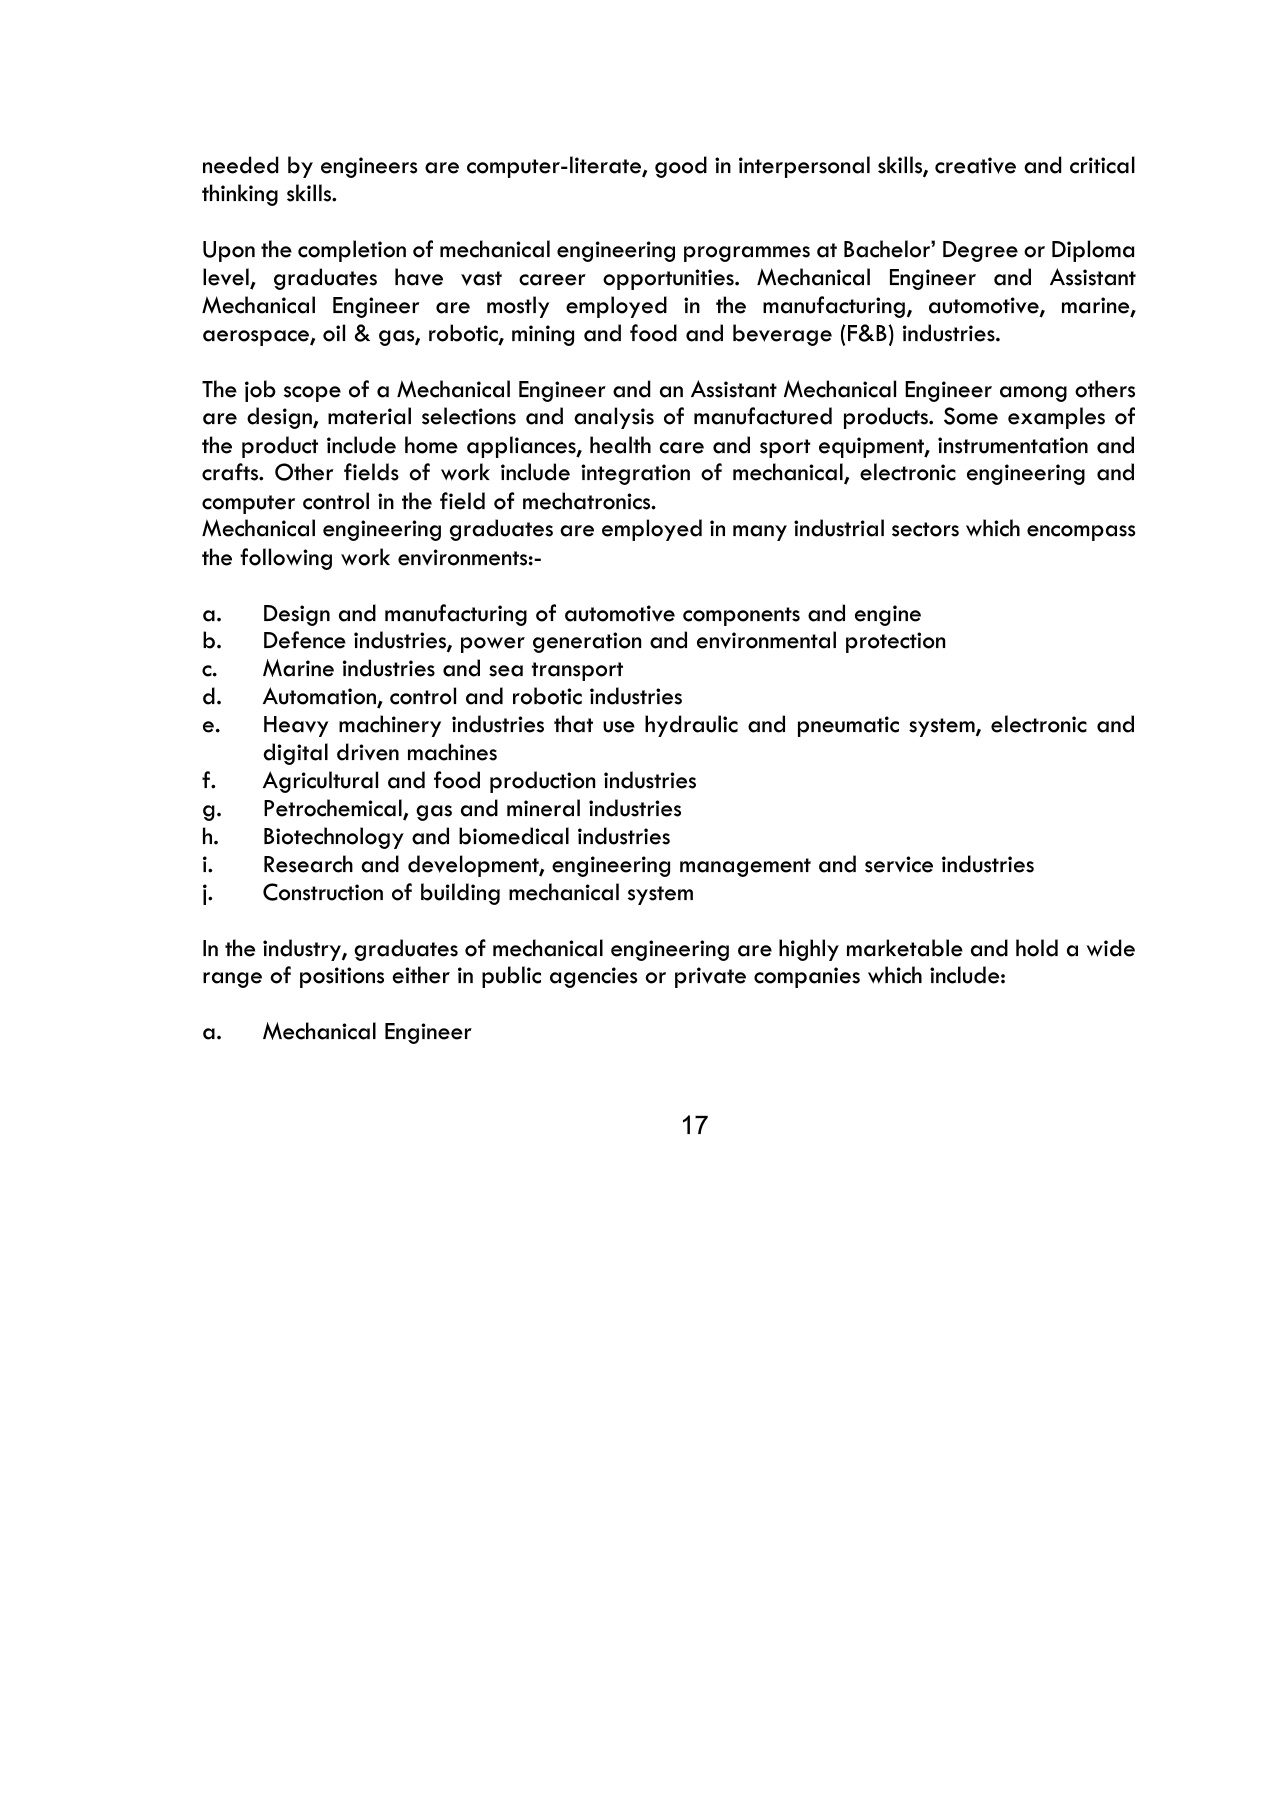 needed by engineers are computer-literate, good in interpersonal skills, creative and critical
thinking skills.
Upon the completion of mechanical engineering programmes at Bachelor’ Degree or Diploma
level, graduates have vast career opportunities. Mechanical Engineer and Assistant
Mechanical Engineer are mostly employed in the manufacturing, automotive, marine,
aerospace, oil & gas, robotic, mining and food and beverage (F&B) industries.
The job scope of a Mechanical Engineer and an Assistant Mechanical Engineer among others
are design, material selections and analysis of manufactured products. Some examples of
the product include home appliances, health care and sport equipment, instrumentation and
crafts. Other fields of work include integration of mechanical, electronic engineering and
computer control in the field of mechatronics.
Mechanical engineering graduates are employed in many industrial sectors which encompass
the following work environments:-
a. Design and manufacturing of automotive components and engine
b. Defence industries, power generation and environmental protection
c. Marine industries and sea transport
d. Automation, control and robotic industries
e. Heavy machinery industries that use hydraulic and pneumatic system, electronic and
digital driven machines
f. Agricultural and food production industries
g. Petrochemical, gas and mineral industries
h. Biotechnology and biomedical industries
i. Research and development, engineering management and service industries
j. Construction of building mechanical system
In the industry, graduates of mechanical engineering are highly marketable and hold a wide
range of positions either in public agencies or private companies which include:
a. Mechanical Engineer
17